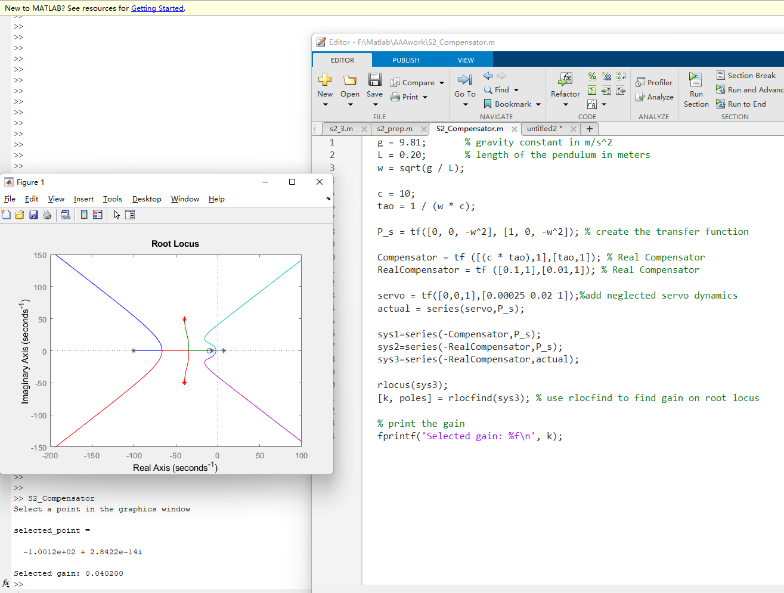 New to MATLAB? See resources for Getting Started.
>>
>>
>>
>>
>>
>>
>>
>>
>>
>>
>>
>>
>>
>>
Editor - F:\Matlab\AAAwork\S2_Compensator.m
EDITOR PUBLISH VIEW
New Open Save Compare Print Go To Find Bookmark Refactor Profiler Analyze Run Section Section Break Run and Advanc Run to End
FILE NAVIGATE CODE ANALYZE SECTION
s2_3.m s2_prep.m S2_Compensator.m untitled2 * +
1 g = 9.81; % gravity constant in m/s^2
2 L = 0.20; % length of the pendulum in meters
3 w = sqrt(g / L);
c = 10;
tao = 1 / (w * c);
P_s = tf([0, 0, -w^2], [1, 0, -w^2]); % create the transfer function
Compensator = tf ([(c * tao),1],[tao,1]); % Real Compensator
RealCompensator = tf ([0.1,1],[0.01,1]); % Real Compensator
servo = tf([0,0,1],[0.00025 0.02 1]);%add neglected servo dynamics
actual = series(servo,P_s);
sys1=series(-Compensator,P_s);
sys2=series(-RealCompensator,P_s);
sys3=series(-RealCompensator,actual);
rlocus(sys3);
[k, poles] = rlocfind(sys3); % use rlocfind to find gain on root locus
% print the gain
fprintf('Selected gain: %f\n', k);
Figure 1
File Edit View Insert Tools Desktop Window Help
Root Locus
Imaginary Axis (seconds⁻¹)
150
100
50
0
-50
-100
-150
-200 -150 -100 -50 0 50 100
Real Axis (seconds⁻¹)
>>
>>
>> S2_Compensator
Select a point in the graphics window
selected_point =
-1.0012e+02 + 2.8422e-14i
Selected gain: 0.040200
fx >>